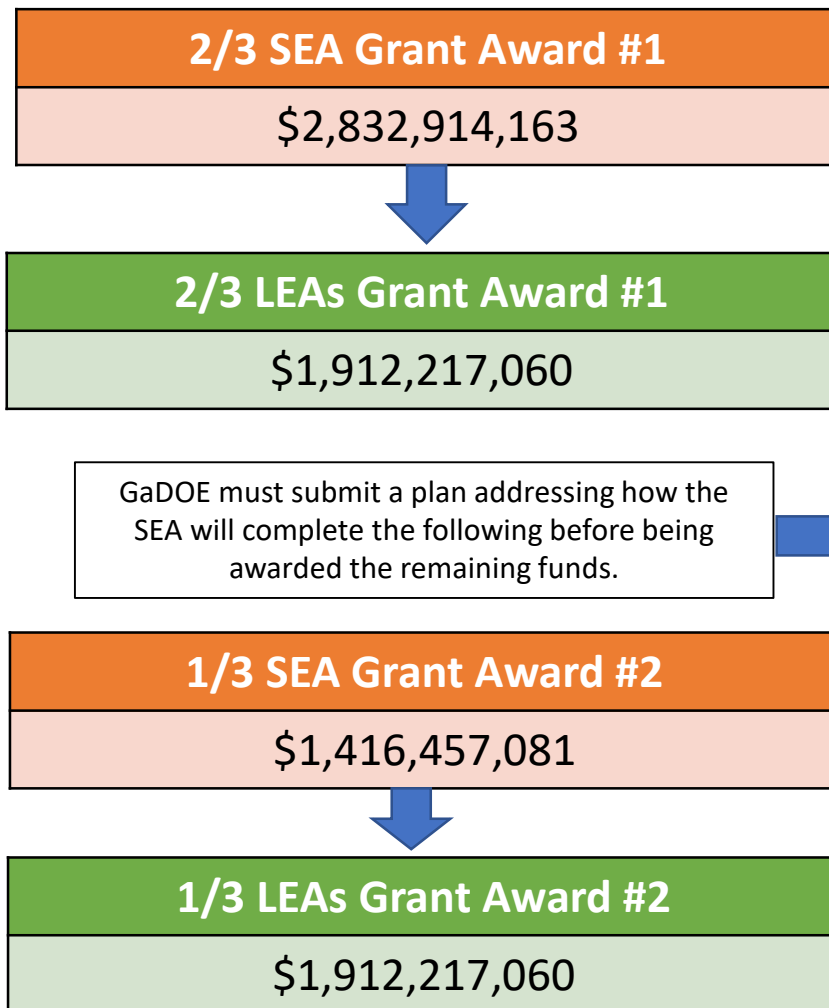 2/3 SEA Grant Award #1
$2,832,914,163
2/3 LEAs Grant Award #1
$1,912,217,060
GaDOE must submit a plan addressing how the
SEA will complete the following before being
awarded the remaining funds.
1/3 SEA Grant Award #2
$1,416,457,081
1/3 LEAs Grant Award #2
$1,912,217,060